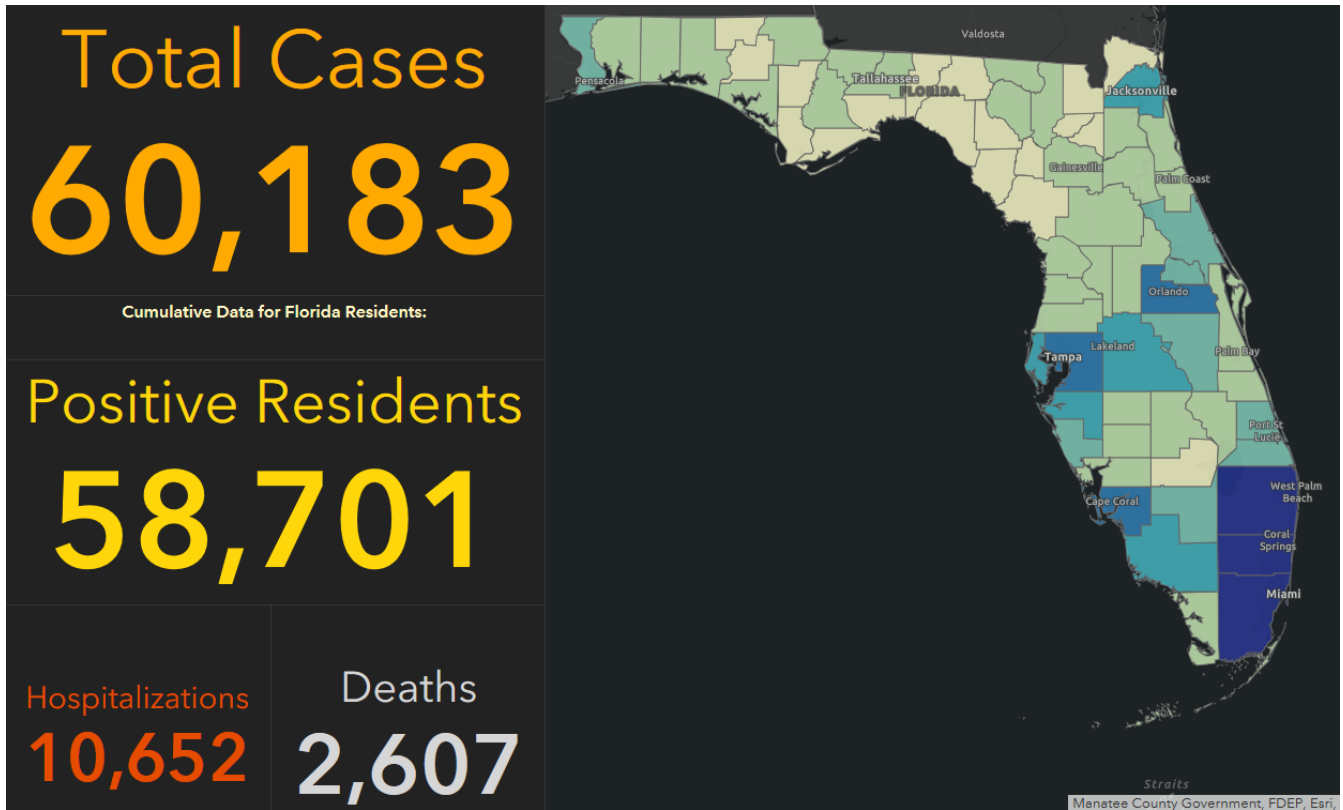 Total Cases
60,183
Cumulative Data for Florida Residents:
Positive Residents
58,701
Hospitalizations
10,652
Deaths
2,607
Valdosta
Pensacola
Tallahassee
FLORIDA
Jacksonville
Gainesville
Palm Coast
Orlando
Tampa
Lakeland
Palm Bay
Port St
Lucie
Cape Coral
West Palm
Beach
Coral
Springs
Miami
Straits
Manatee County Government, FDEP, Esri,